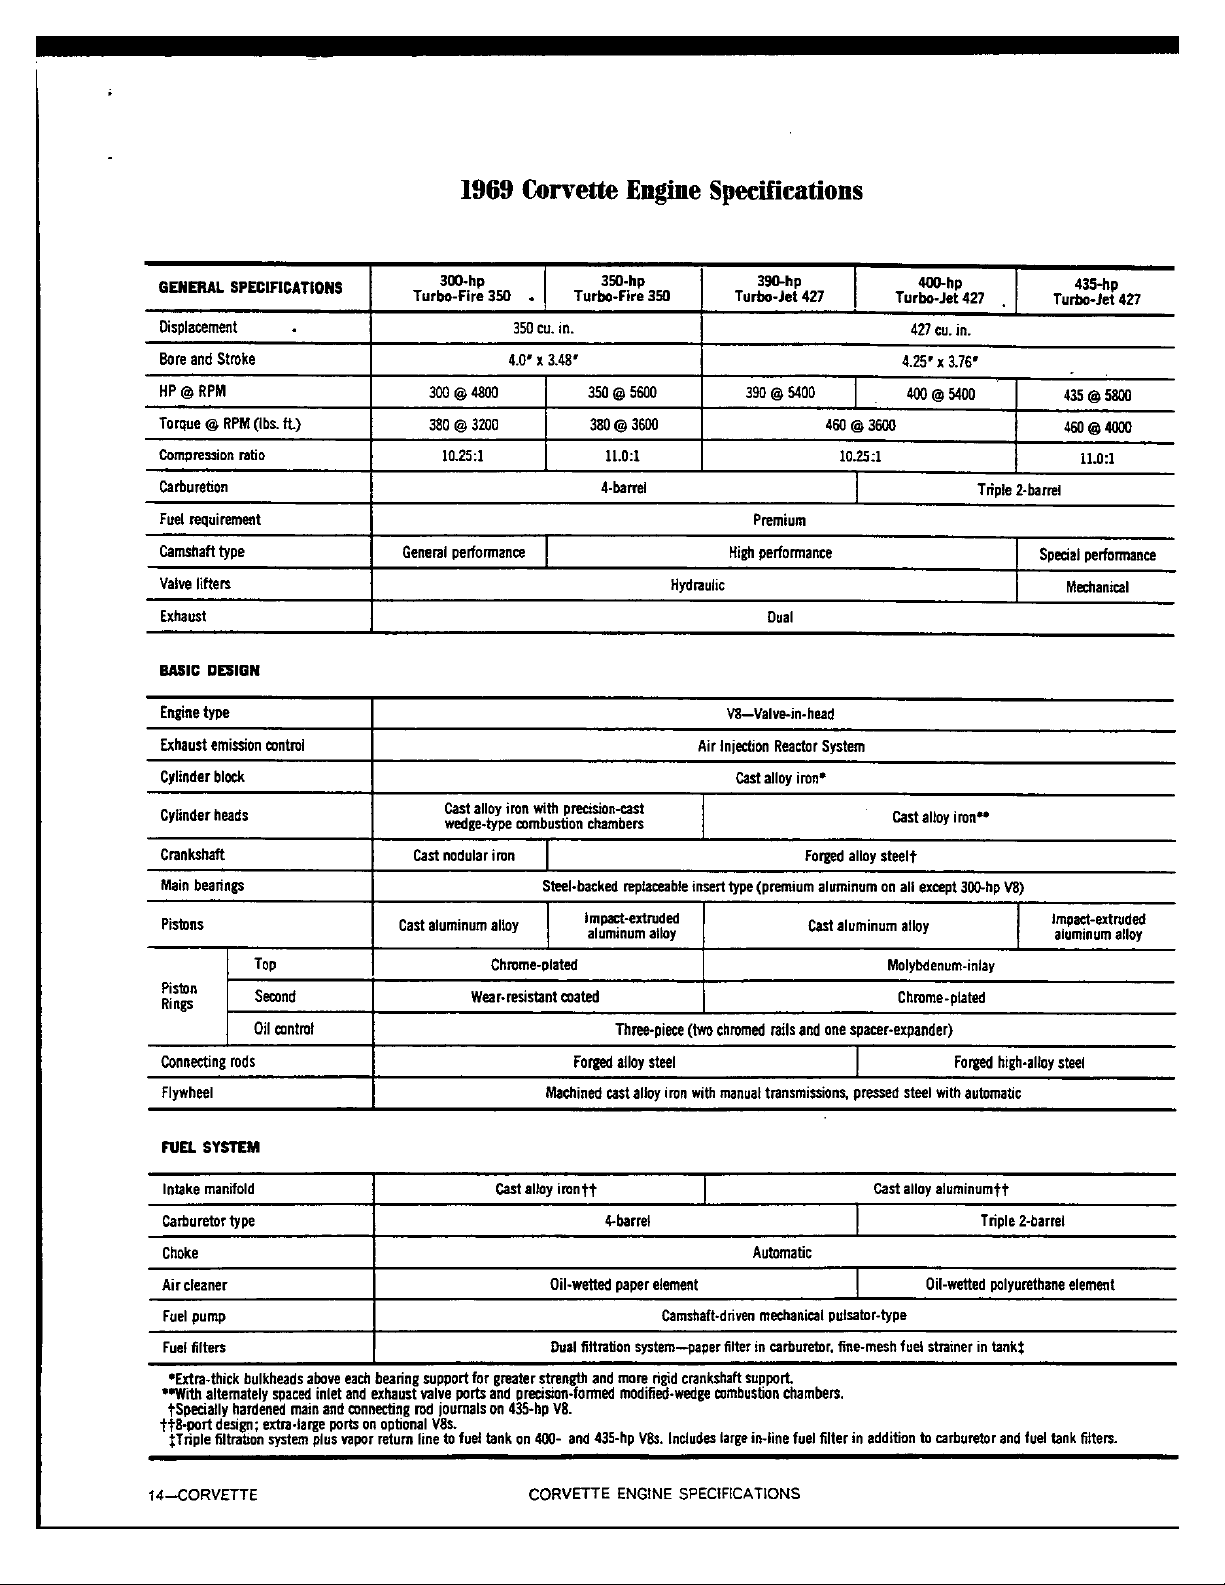 1969 Corvette Engine Specifications
GENERAL SPECIFICATIONS 300-hp Turbo-Fire 350 350-hp Turbo-Fire 350 390-hp Turbo-Jet 427 400-hp Turbo-Jet 427 435-hp Turbo-Jet 427
Displacement 350 cu. in. 427 cu. in.
Bore and Stroke 4.0" x 3.48" 4.25" x 3.76"
HP @ RPM 300 @ 4800 350 @ 5600 390 @ 5400 400 @ 5400 435 @ 5800
Torque @ RPM (lbs. ft.) 380 @ 3200 380 @ 3600 460 @ 3600 460 @ 4000
Compression ratio 10.25:1 11.0:1 10.25:1 11.0:1
Carburetion 4-barrel Triple 2-barrel
Fuel requirement Premium
Camshaft type General performance High performance Special performance
Valve lifters Hydraulic Mechanical
Exhaust Dual
BASIC DESIGN
Engine type V8—Valve-in-head
Exhaust emission control Air Injection Reactor System
Cylinder block Cast alloy iron*
Cylinder heads Cast alloy iron with precision-cast wedge-type combustion chambers Cast alloy iron**
Crankshaft Cast nodular iron Forged alloy steel†
Main bearings Steel-backed replaceable insert type (premium aluminum on all except 300-hp V8)
Pistons Cast aluminum alloy Impact-extruded aluminum alloy Cast aluminum alloy Impact-extruded aluminum alloy
Piston Rings Top Chrome-plated Molybdenum-inlay
Second Wear-resistant coated Chrome-plated
Oil control Three-piece (two chromed rails and one spacer-expander)
Connecting rods Forged alloy steel Forged high-alloy steel
Flywheel Machined cast alloy iron with manual transmissions, pressed steel with automatic
FUEL SYSTEM
Intake manifold Cast alloy iron†† Cast alloy aluminum††
Carburetor type 4-barrel Triple 2-barrel
Choke Automatic
Air cleaner Oil-wetted paper element Oil-wetted polyurethane element
Fuel pump Camshaft-driven mechanical pulsator-type
Fuel filters Dual filtration system—paper filter in carburetor, fine-mesh fuel strainer in tank‡
*Extra-thick bulkheads above each bearing support for greater strength and more rigid crankshaft support.
**With alternately spaced inlet and exhaust valve ports and precision-formed modified-wedge combustion chambers.
†Specially hardened main and connecting rod journals on 435-hp V8.
††8-port design; extra-large ports on optional V8s.
‡Triple filtration system plus vapor return line to fuel tank on 400- and 435-hp V8s. Includes large in-line fuel filter in addition to carburetor and fuel tank filters.
14—CORVETTE CORVETTE ENGINE SPECIFICATIONS